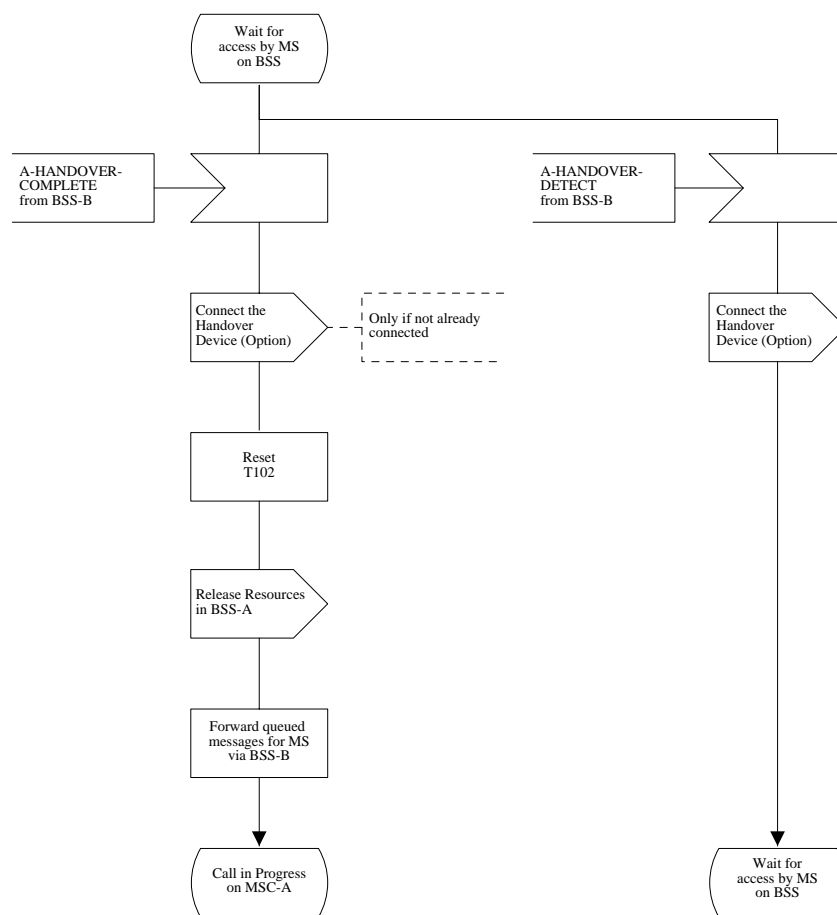 Wait for
access by MS
on BSS
A-HANDOVER-
COMPLETE
from BSS-B
A-HANDOVER-
DETECT
from BSS-B
Connect the
Handover
Device (Option)
Only if not already
connected
Connect the
Handover
Device (Option)
Reset
T102
Release Resources
in BSS-A
Forward queued
messages for MS
via BSS-B
Call in Progress
on MSC-A
Wait for
access by MS
on BSS